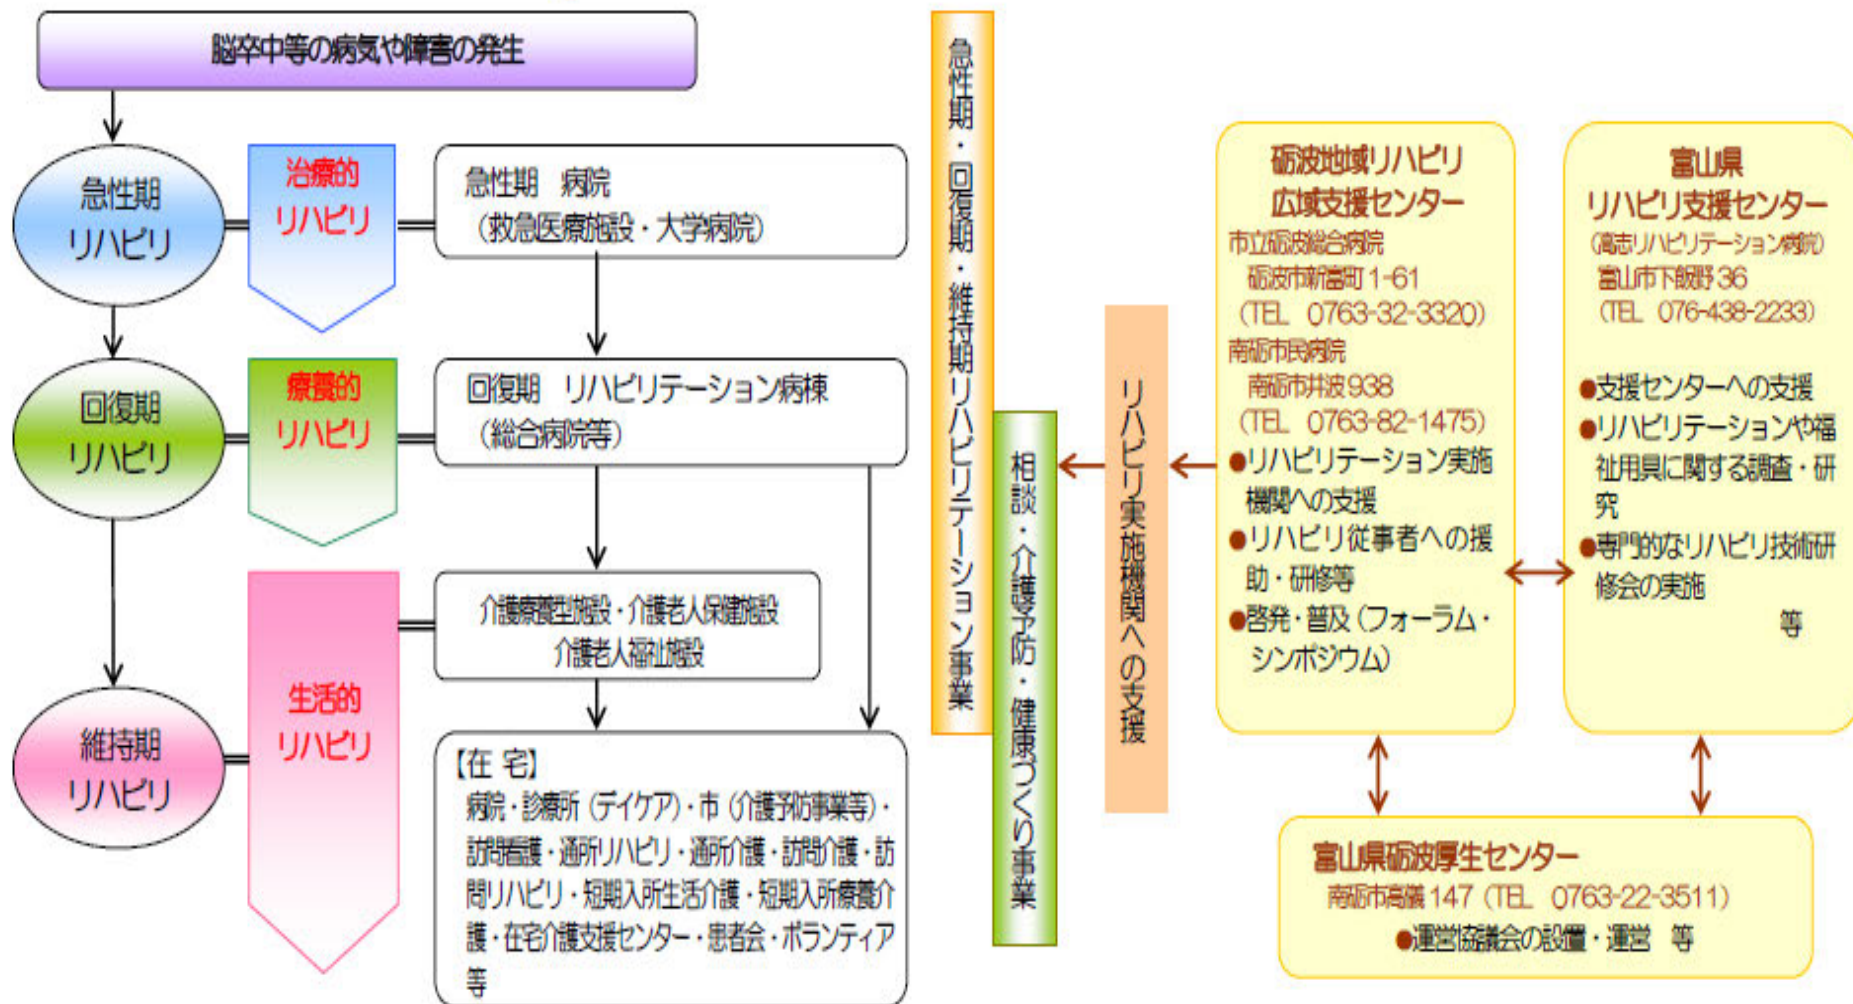 脳卒中等の病気や障害の発生
急性期
リハビリ
治療的
リハビリ
急性期 病院
（救急医療施設・大学病院）
回復期
リハビリ
療養的
リハビリ
回復期 リハビリテーション病棟
（総合病院等）
維持期
リハビリ
生活的
リハビリ
介護療養型施設・介護老人保健施設
介護老人福祉施設
【在 宅】
病院・診療所（デイケア）・市（介護予防事業等）・
訪問看護・通所リハビリ・通所介護・訪問介護・訪
問リハビリ・短期入所生活介護・短期入所療養介
護・在宅介護支援センター・患者会・ボランティア
等
急性期・回復期・維持期リハビリテーション事業
相談・介護予防・健康づくり事業
リハビリ実施機関への支援
砺波地域リハビリ
広域支援センター
市立砺波総合病院
砺波市新富町1-61
（TEL 0763-32-3320）
南砺市民病院
南砺市井波938
（TEL 0763-82-1475）
●リハビリテーション実施
機関への支援
●リハビリ従事者への援
助・研修等
●啓発・普及（フォーラム・
シンポジウム）
富山県
リハビリ支援センター
（高志リハビリテーション病院）
富山市下飯野36
（TEL 076-438-2233）
●支援センターへの支援
●リハビリテーションや福
祉用具に関する調査・研
究
●専門的なリハビリ技術研
修会の実施
等
富山県砺波厚生センター
南砺市高儀147（TEL 0763-22-3511）
●運営協議会の設置・運営 等